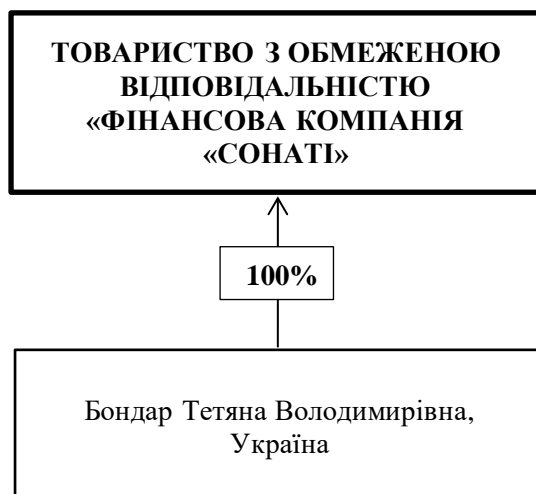 ТОВАРИСТВО З ОБМЕЖЕНОЮ
ВІДПОВІДАЛЬНІСТЮ
«ФІНАНСОВА КОМПАНІЯ
«СОНАТІ»
100%
Бондар Тетяна Володимирівна,
Україна